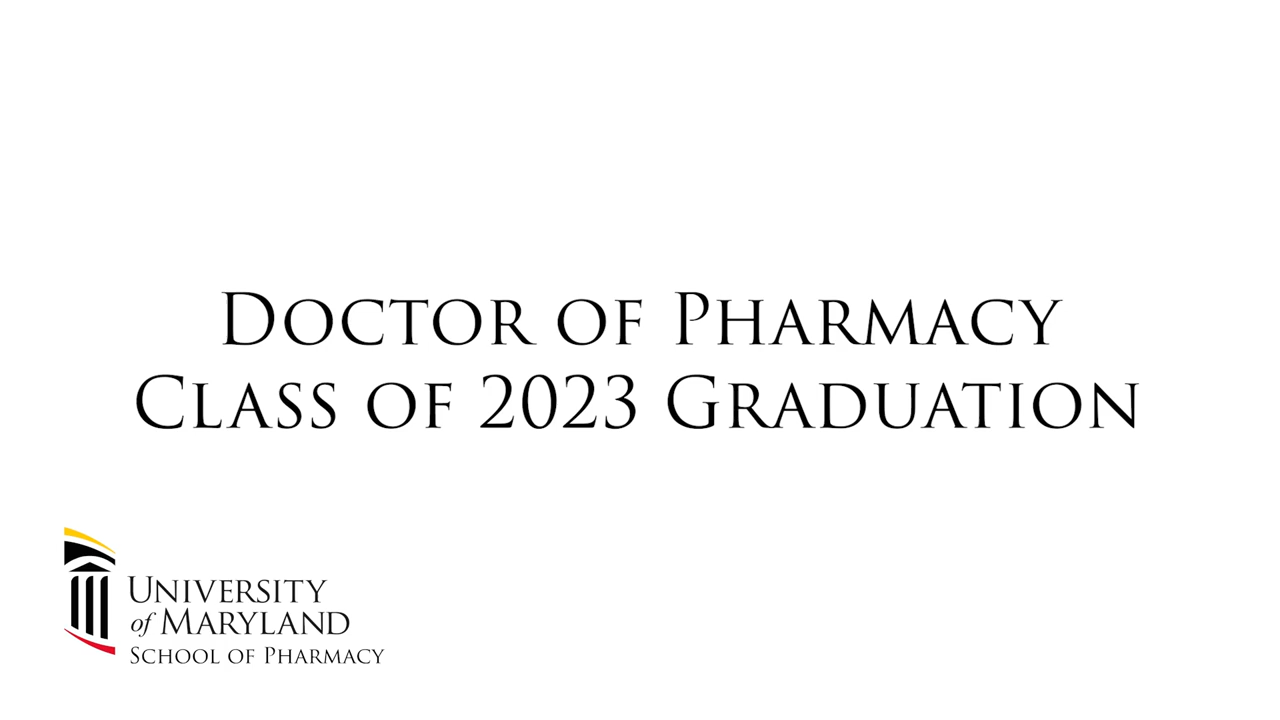 Doctor of Pharmacy
Class of 2023 Graduation
University
of Maryland
School of Pharmacy